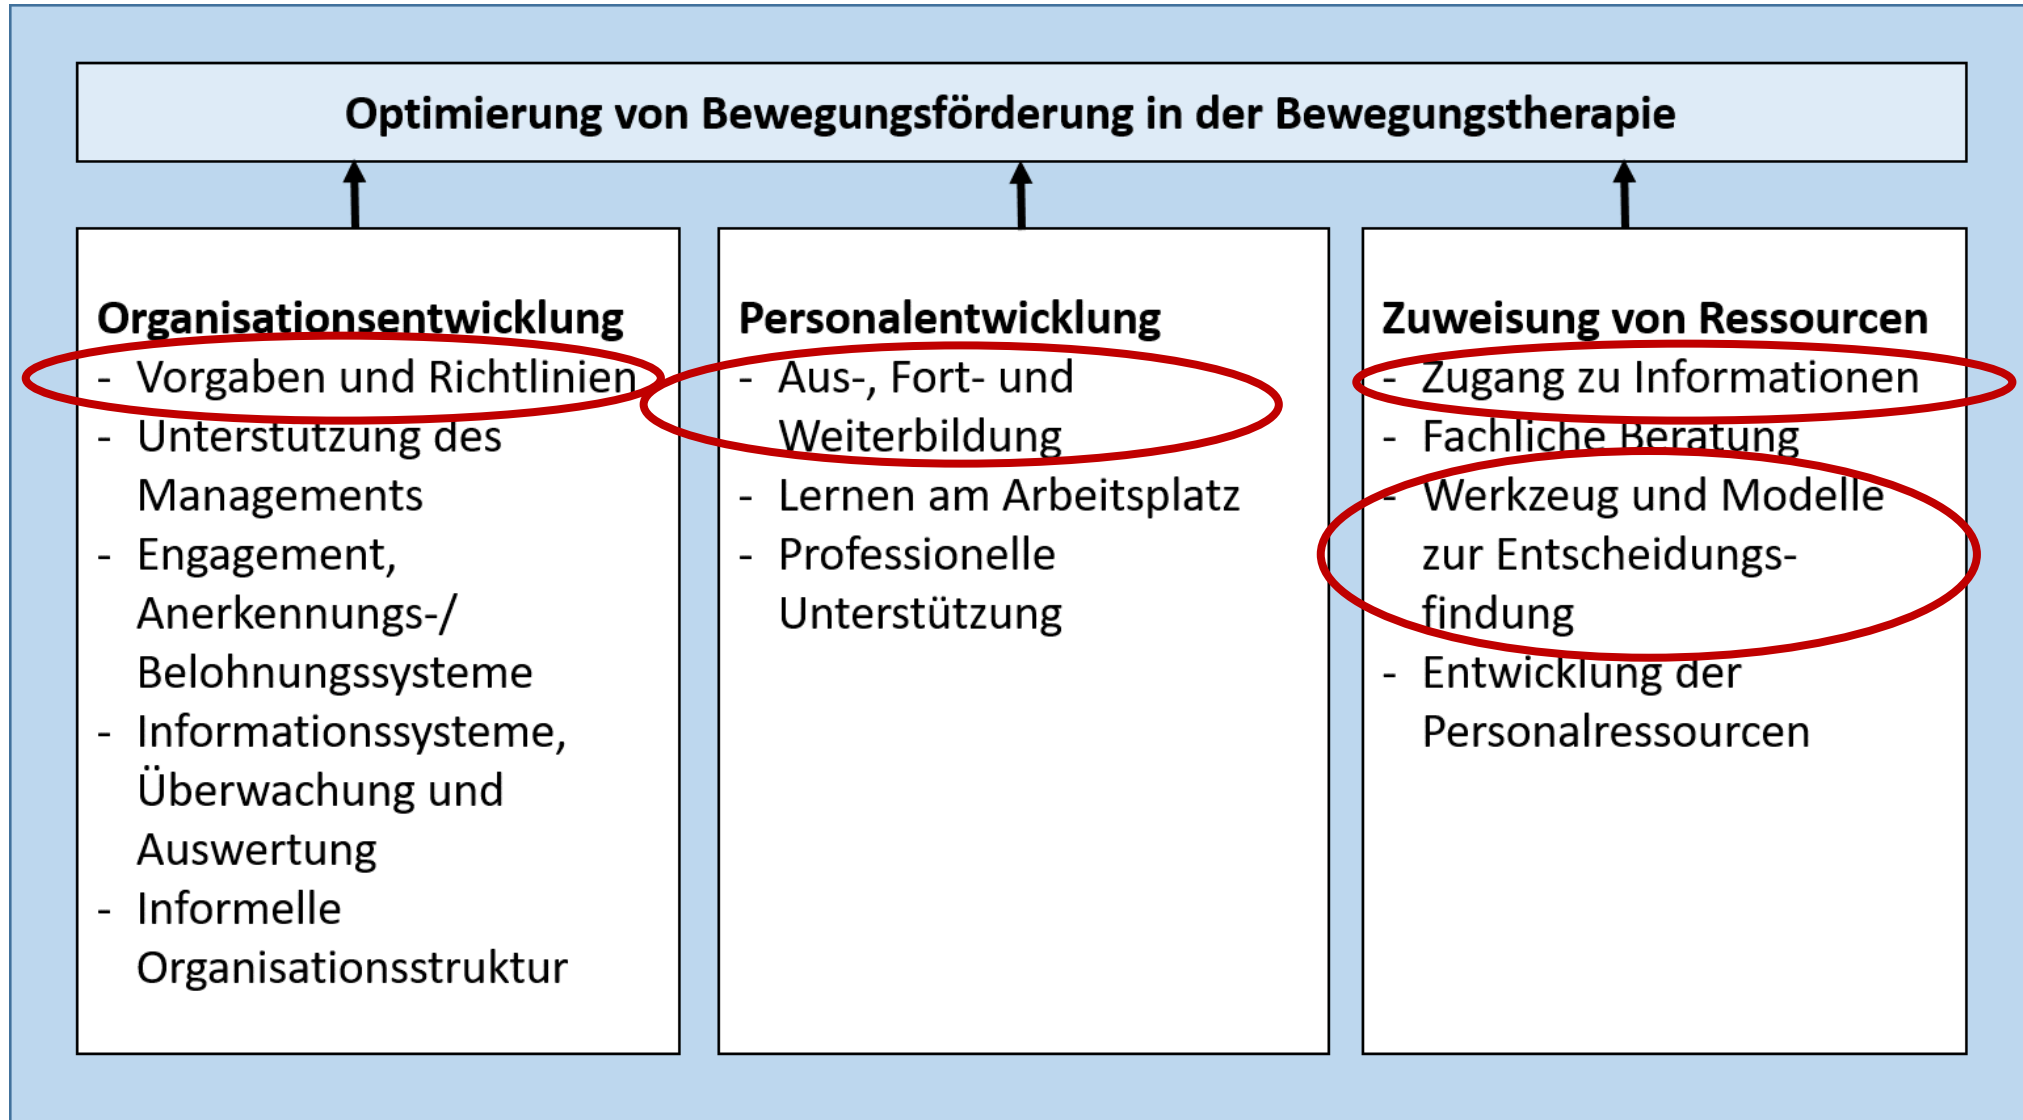 Optimierung von Bewegungsförderung in der Bewegungstherapie
Organisationsentwicklung
- Vorgaben und Richtlinien
- Unterstützung des
Managements
- Engagement,
Anerkennungs-/
Belohnungssysteme
- Informationssysteme,
Überwachung und
Auswertung
- Informelle
Organisationsstruktur
Personalentwicklung
- Aus-, Fort- und
Weiterbildung
- Lernen am Arbeitsplatz
- Professionelle
Unterstützung
Zuweisung von Ressourcen
- Zugang zu Informationen
- Fachliche Beratung
- Werkzeug und Modelle
zur Entscheidungs-
findung
- Entwicklung der
Personalressourcen